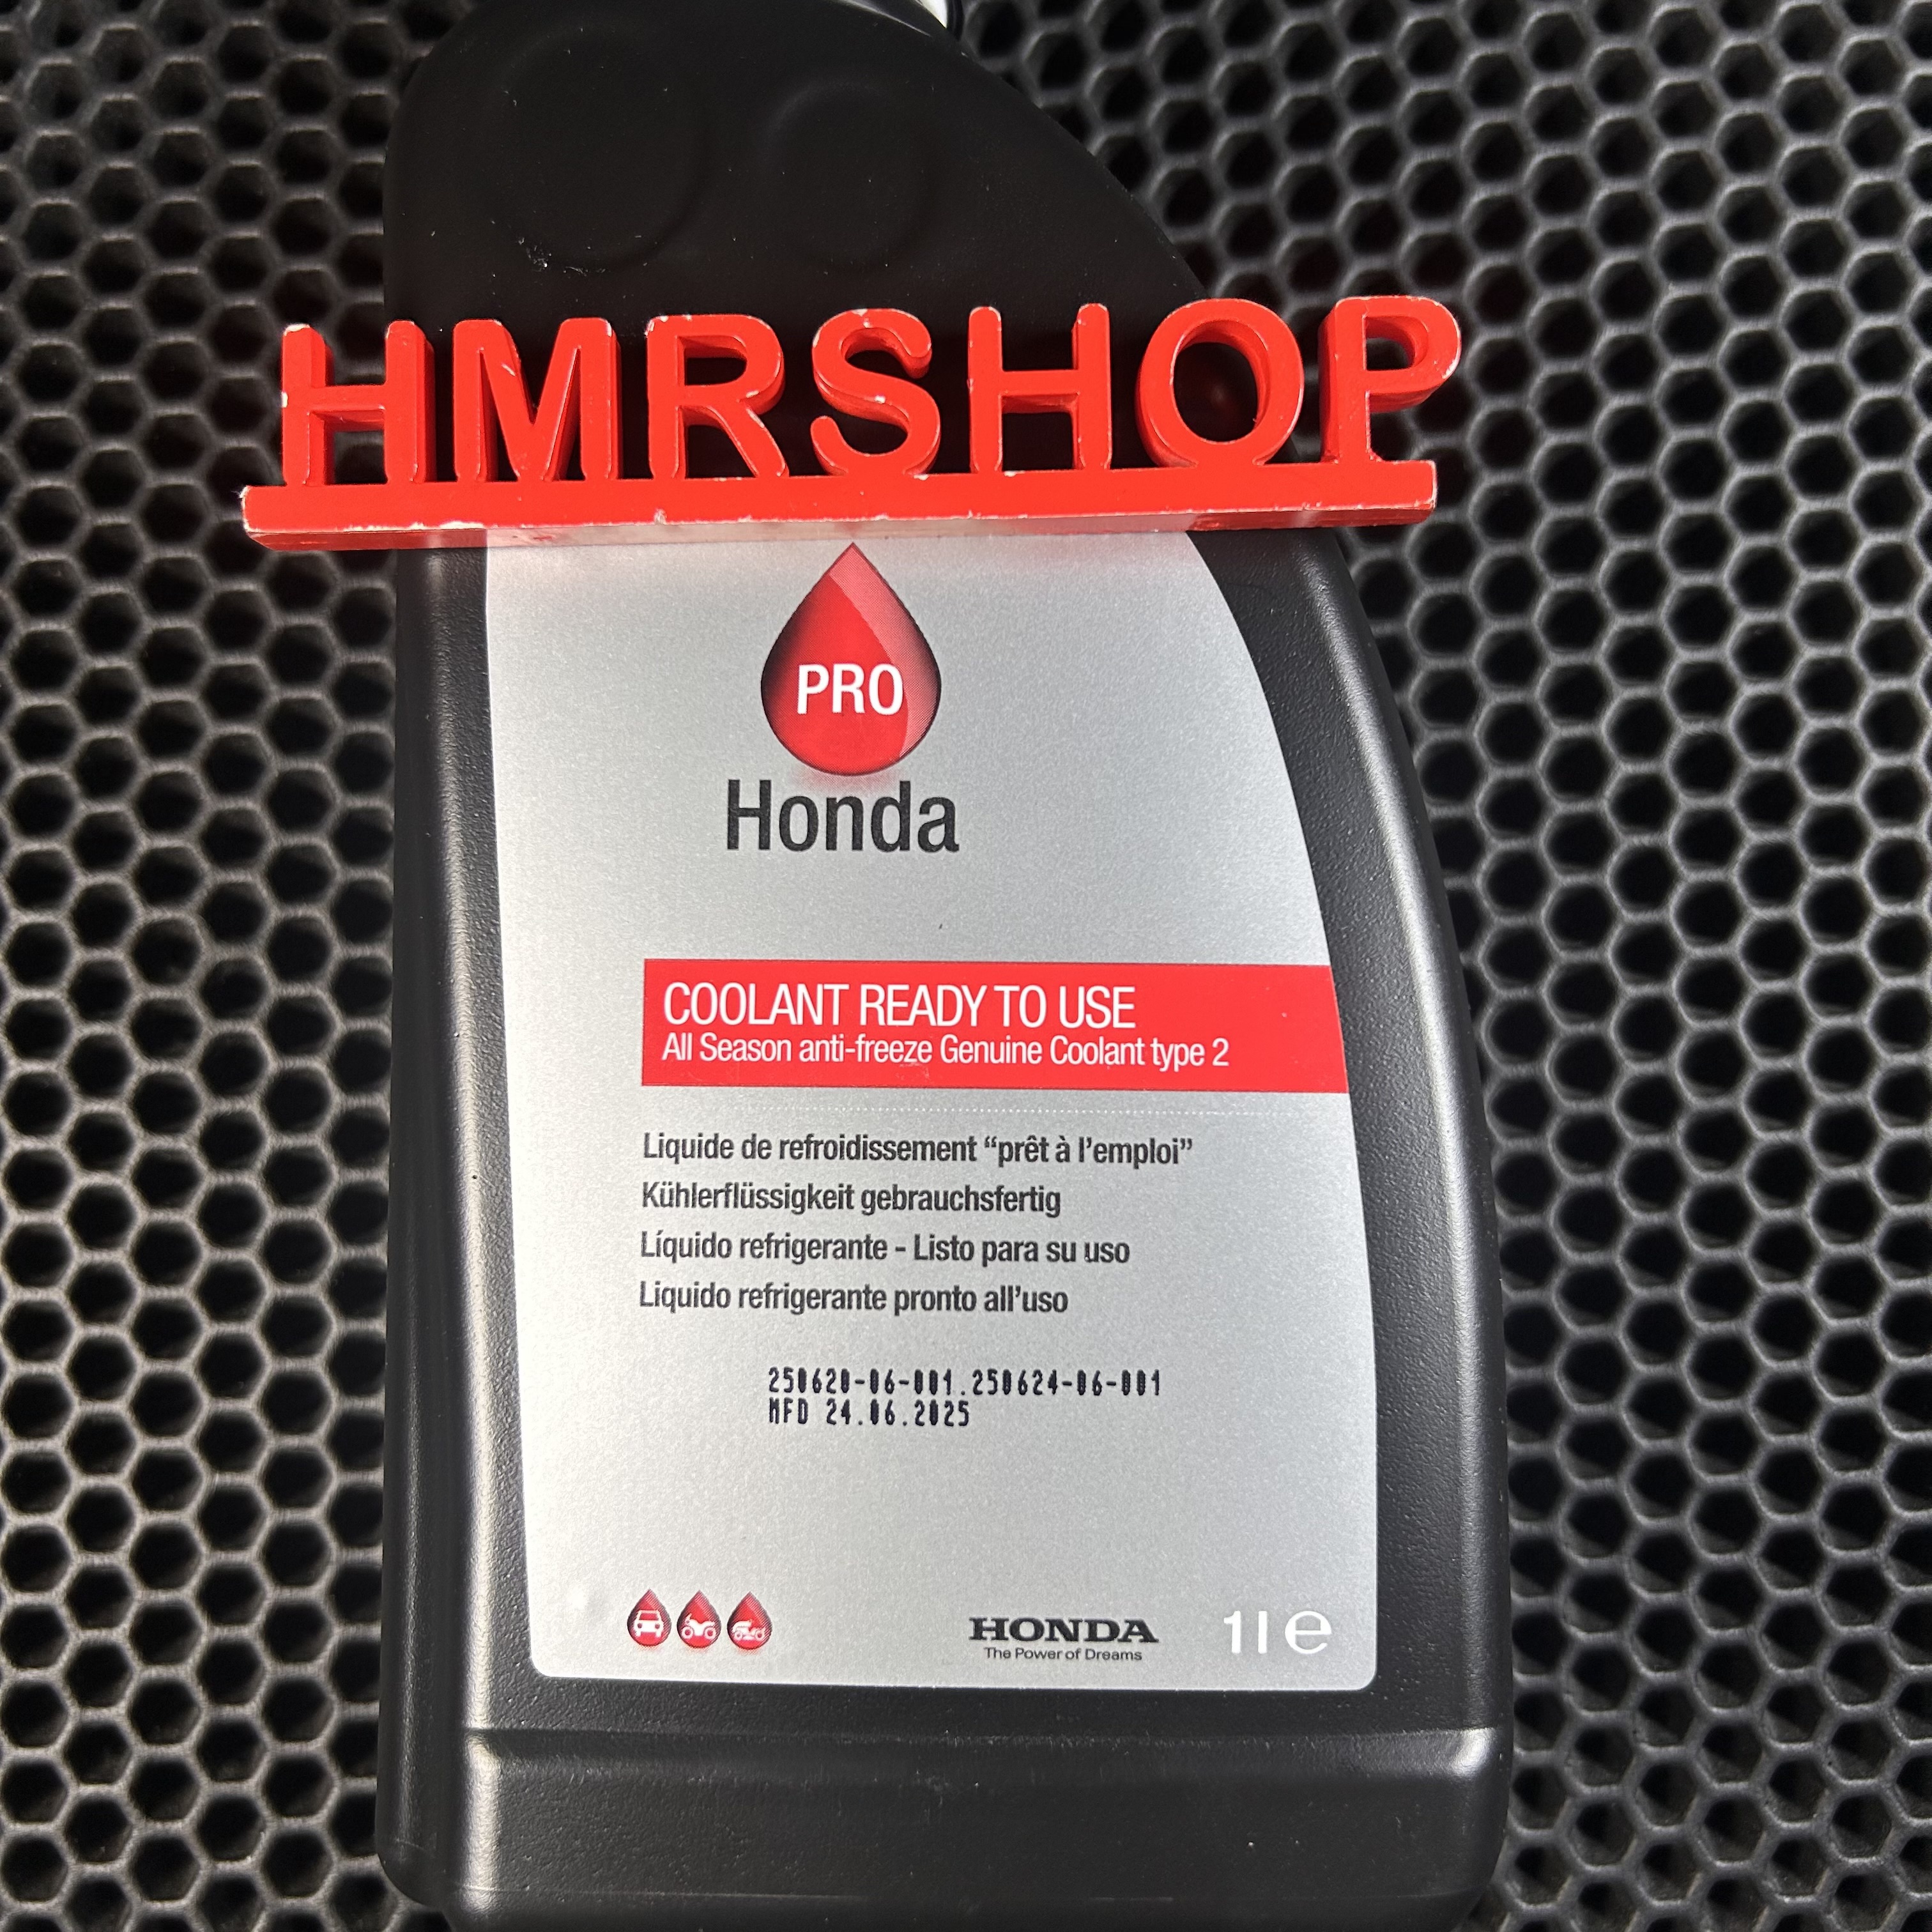 HMRSHOP
PRO
Honda
COOLANT READY TO USE
All Season anti-freeze Genuine Coolant type 2
Liquide de refroidissement “prêt à l’emploi”
Kühlerflüssigkeit gebrauchsfertig
Líquido refrigerante - Listo para su uso
Liquido refrigerante pronto all’uso
250620-06-001.250624-06-001
MFD 24.06.2025
HONDA 1l e
The Power of Dreams